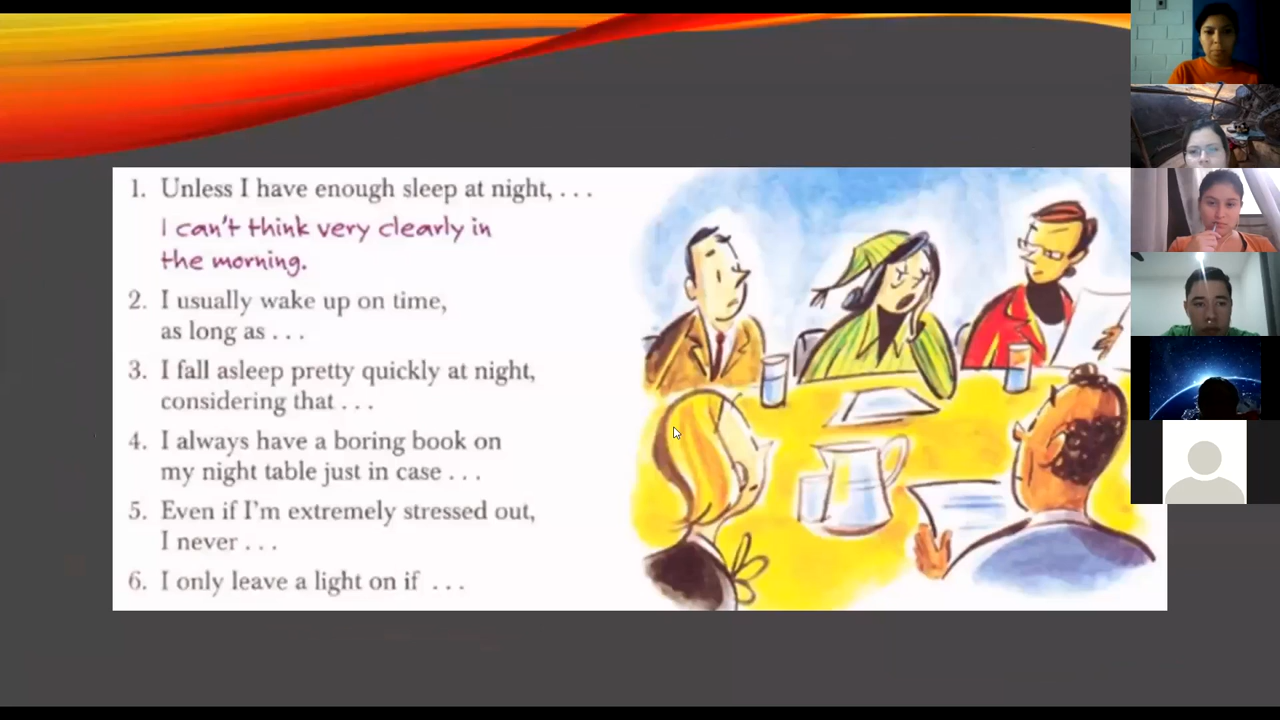 1. Unless I have enough sleep at night, . . .
I can't think very clearly in
the morning.
2. I usually wake up on time,
as long as . . .
3. I fall asleep pretty quickly at night,
considering that . . .
4. I always have a boring book on
my night table just in case . . .
5. Even if I'm extremely stressed out,
I never . . .
6. I only leave a light on if . . .